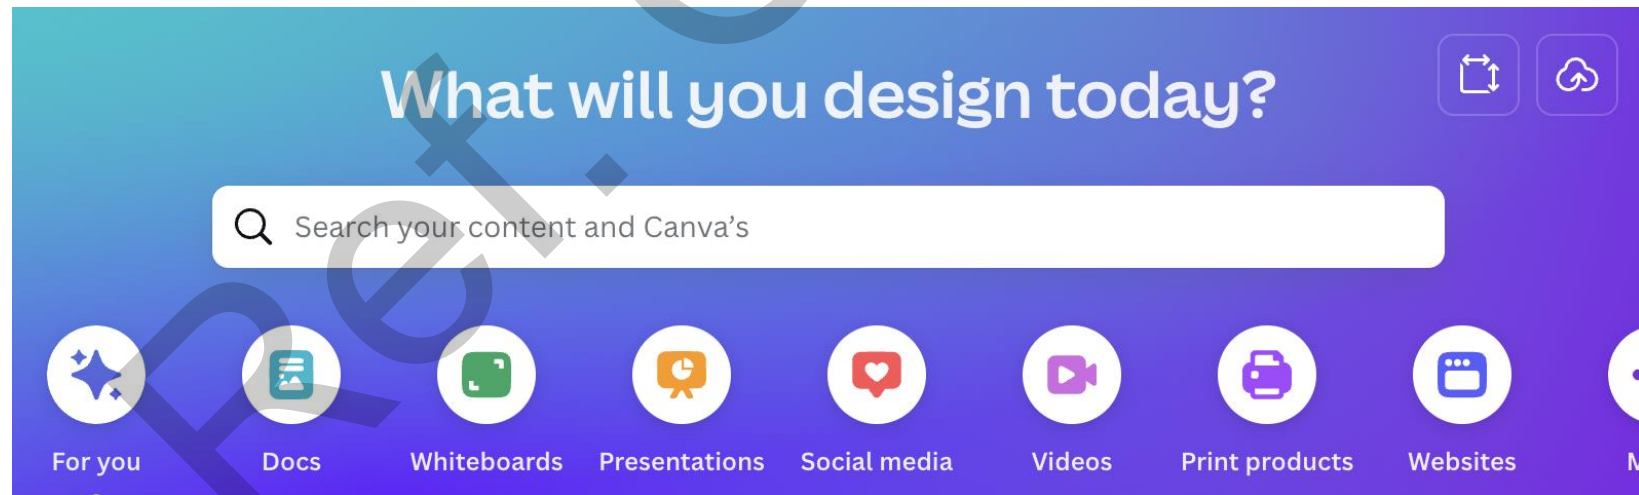 What will you design today?
Search your content and Canva's
For you
Docs
Whiteboards
Presentations
Social media
Videos
Print products
Websites
Ref.